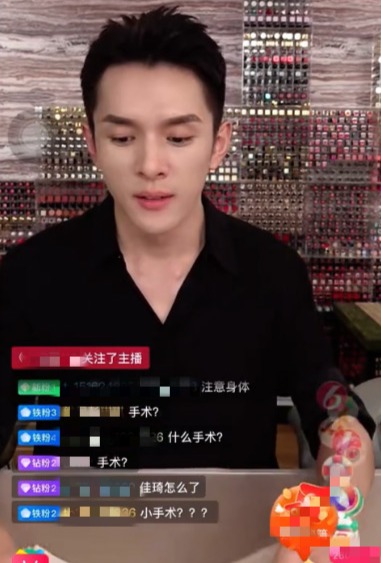 关注了主播
注意身体
铁粉3 手术?
铁粉4 26 什么手术?
钻粉2 手术?
钻粉2 佳琦怎么了
铁粉2 26 小手术? ? ?